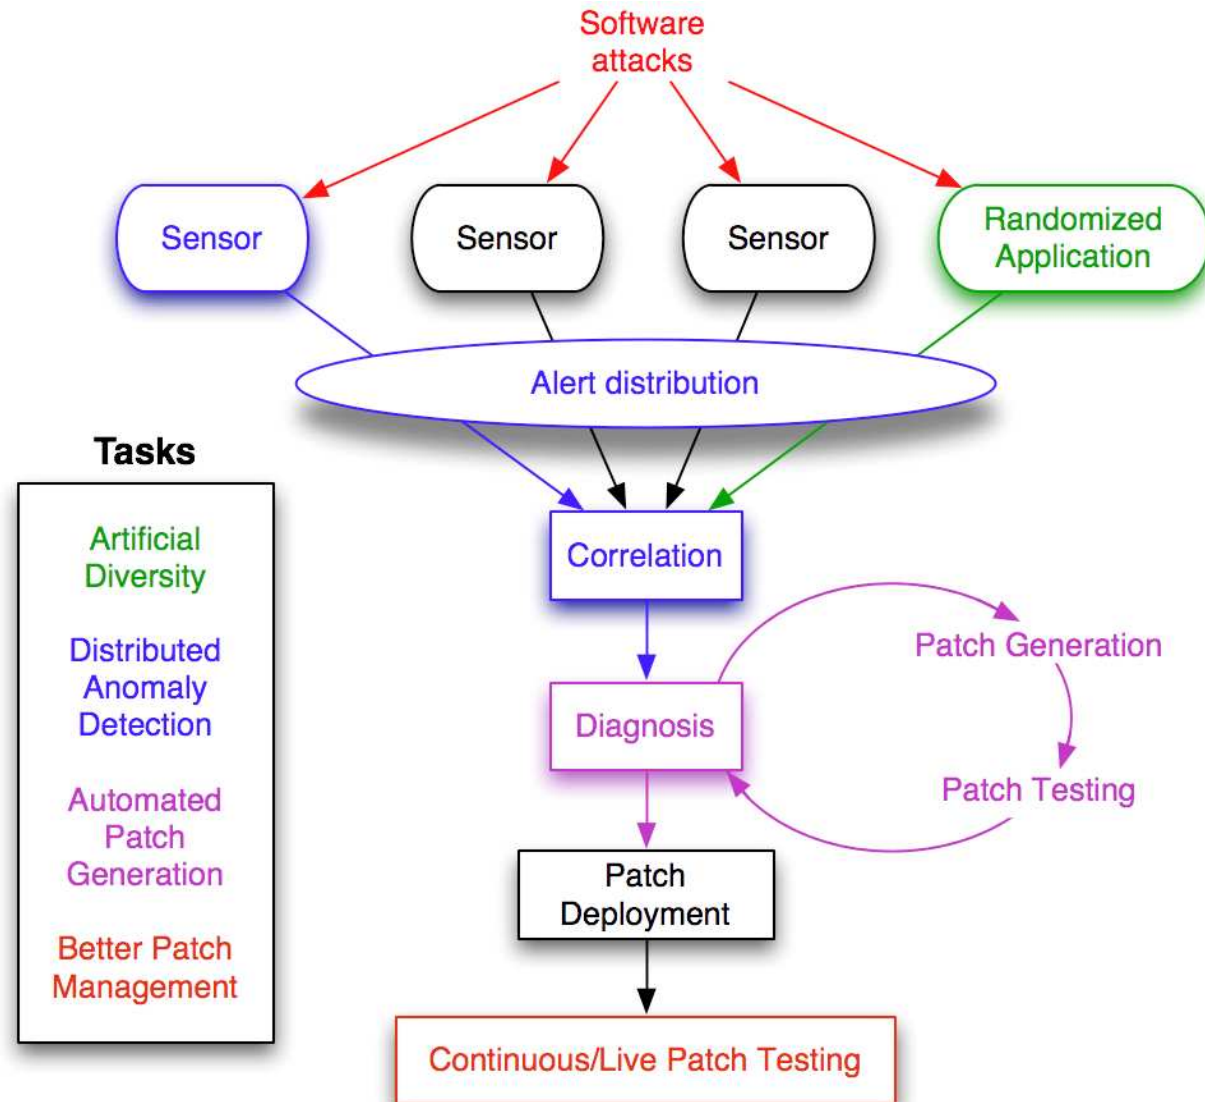 Software
attacks
Sensor
Sensor
Sensor
Randomized
Application
Alert distribution
Tasks
Artificial
Diversity
Distributed
Anomaly
Detection
Automated
Patch
Generation
Better Patch
Management
Correlation
Patch Generation
Diagnosis
Patch Testing
Patch
Deployment
Continuous/Live Patch Testing